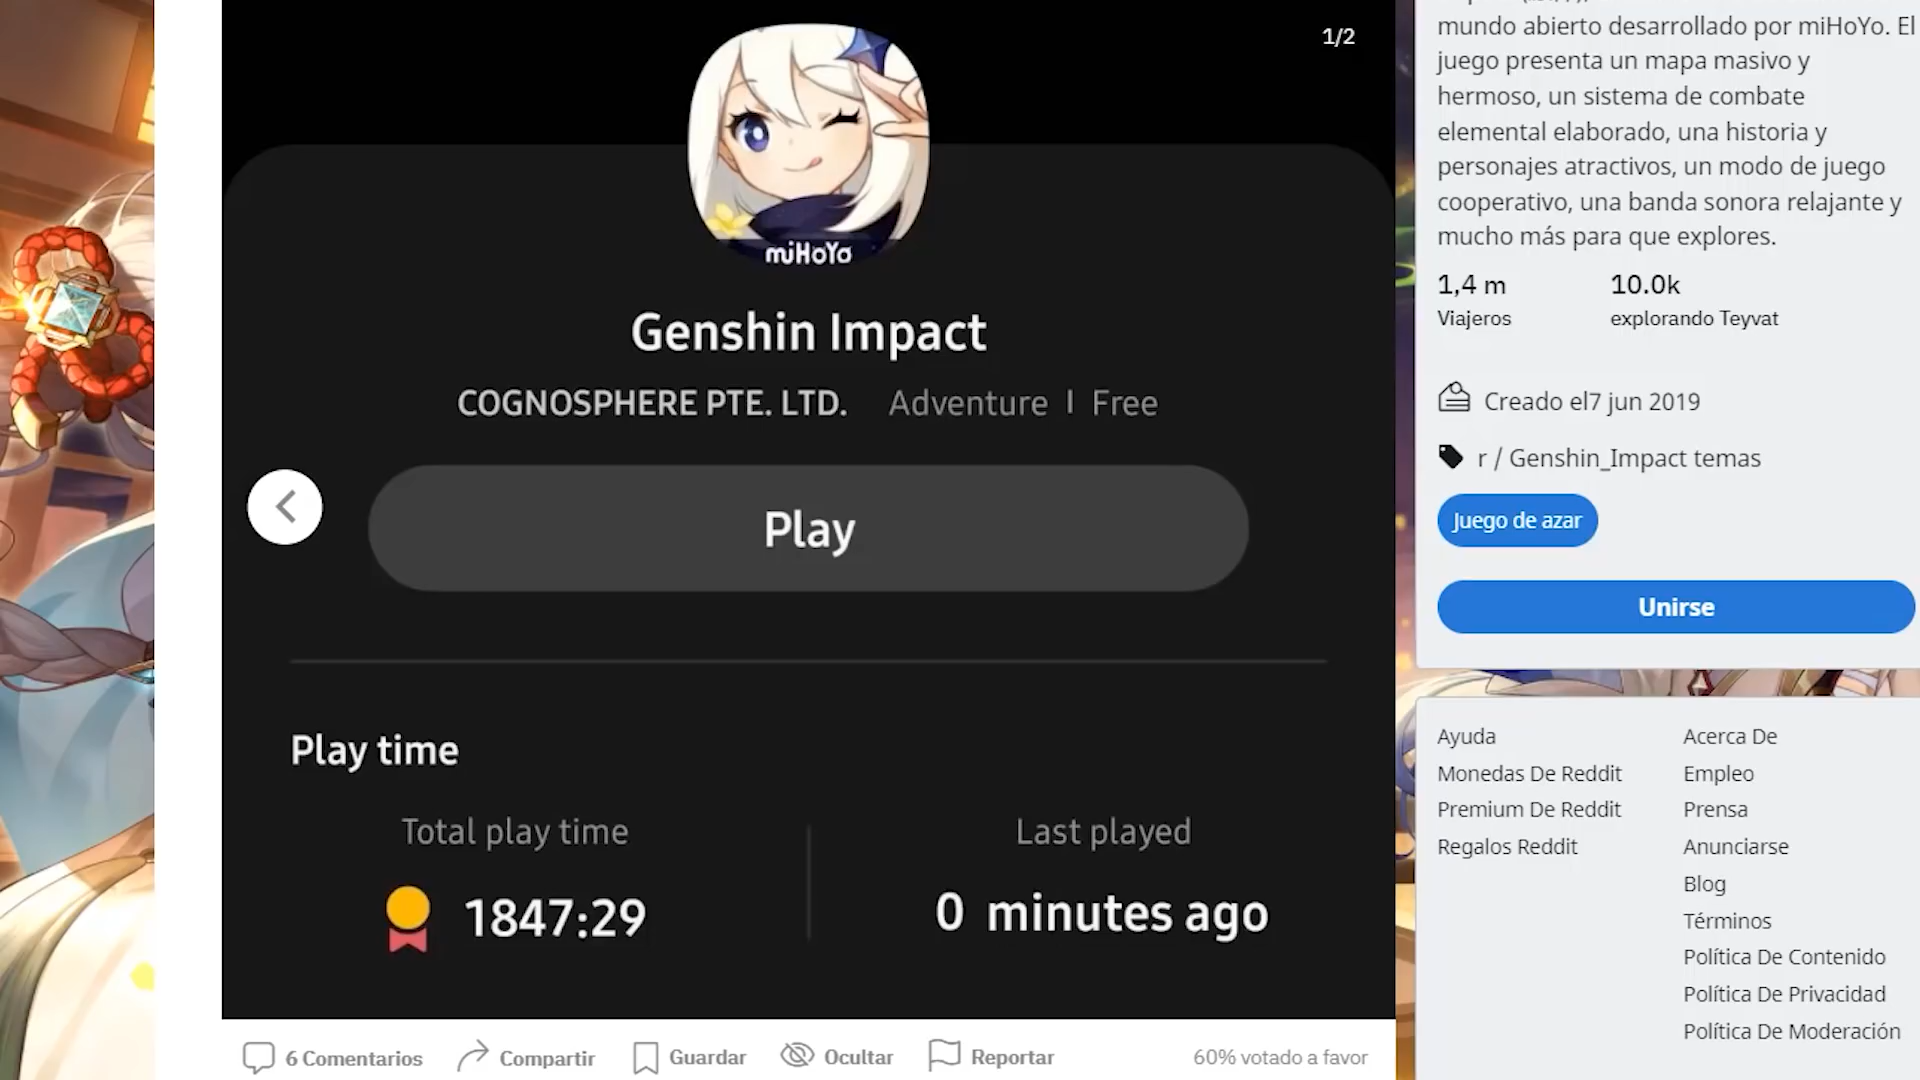 1/2
miHoYo
Genshin Impact
COGNOSPHERE PTE. LTD. Adventure | Free
Play
Play time
Total play time
1847:29
Last played
0 minutes ago
6 Comentarios
Compartir
Guardar
Ocultar
Reportar
60% votado a favor
mundo abierto desarrollado por miHoYo. El
juego presenta un mapa masivo y
hermoso, un sistema de combate
elemental elaborado, una historia y
personajes atractivos, un modo de juego
cooperativo, una banda sonora relajante y
mucho más para que explores.
1,4 m
Viajeros
10.0k
explorando Teyvat
Creado el7 jun 2019
r / Genshin_Impact temas
Juego de azar
Unirse
Ayuda
Monedas De Reddit
Premium De Reddit
Regalos Reddit
Acerca De
Empleo
Prensa
Anunciarse
Blog
Términos
Política De Contenido
Política De Privacidad
Política De Moderación